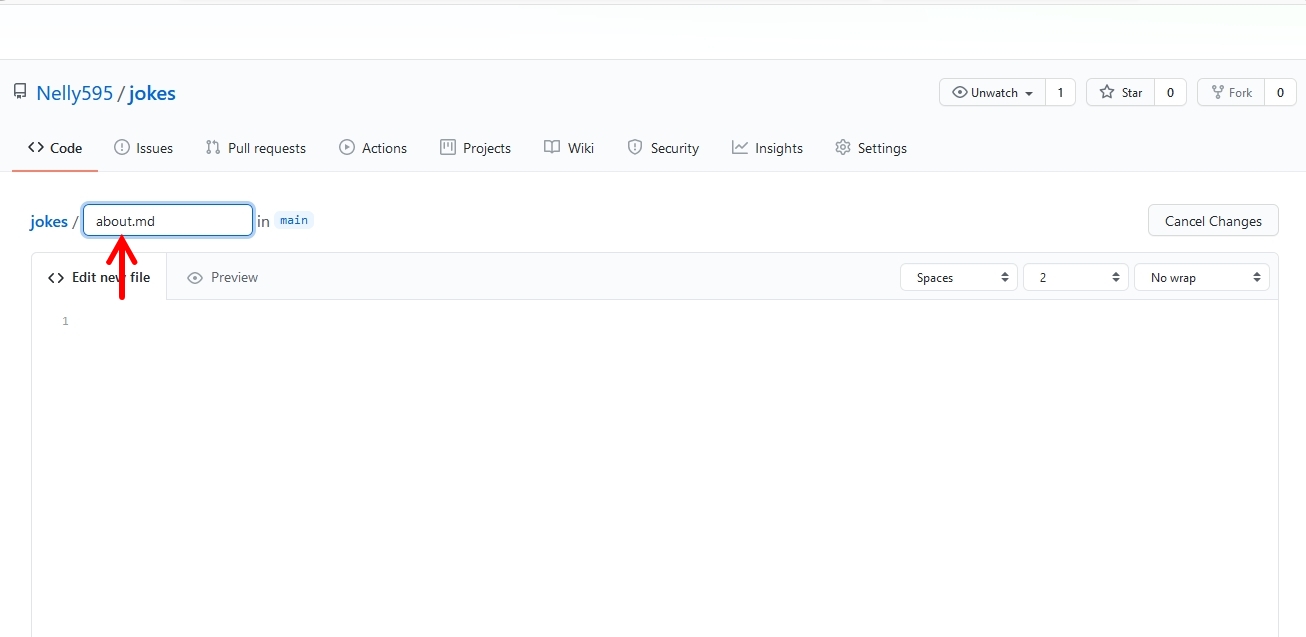 Nelly595 / jokes
Unwatch 1 Star 0 Fork 0
Code Issues Pull requests Actions Projects Wiki Security Insights Settings
jokes / about.md in main Cancel Changes
Edit new file Preview Spaces 2 No wrap
1